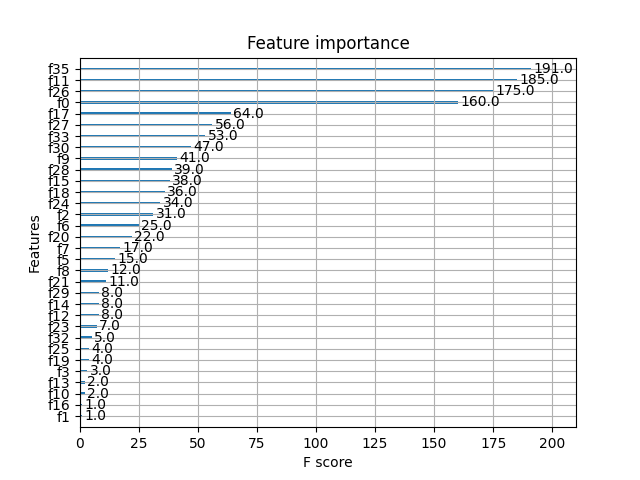 Feature importance
f35 191.0
f11 185.0
f26 175.0
f0 160.0
f17 64.0
f27 56.0
f33 53.0
f30 47.0
f9 41.0
f28 39.0
f15 38.0
f18 36.0
f24 34.0
f2 31.0
f6 25.0
f20 22.0
f7 17.0
f5 15.0
f8 12.0
f21 11.0
f29 8.0
f14 8.0
f12 8.0
f23 7.0
f32 5.0
f25 4.0
f19 4.0
f3 3.0
f13 2.0
f10 2.0
f16 1.0
f1 1.0
Features
0 25 50 75 100 125 150 175 200
F score